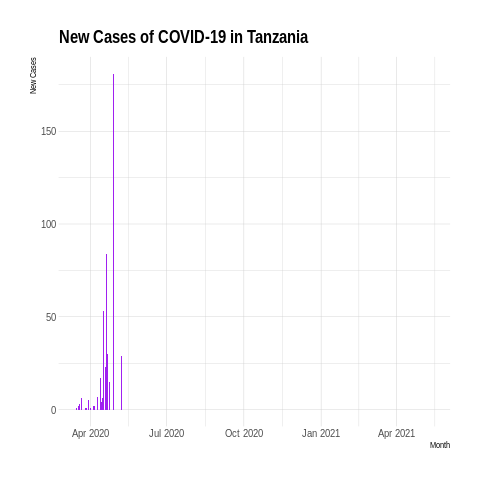 New Cases of COVID-19 in Tanzania
New Cases
150
100
50
0
Apr 2020 Jul 2020 Oct 2020 Jan 2021 Apr 2021
Month